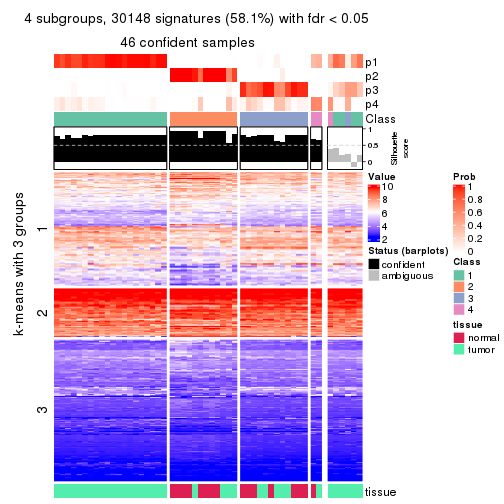 4 subgroups, 30148 signatures (58.1%) with fdr < 0.05
46 confident samples
p1
p2
p3
p4
Class
1
0.5
0
Silhouette
score
k-means with 3 groups
1
2
3
Value
10
8
6
4
2
Status (barplots)
confident
ambiguous
Prob
1
0.8
0.6
0.4
0.2
0
Class
1
2
3
4
tissue
normal
tumor
tissue